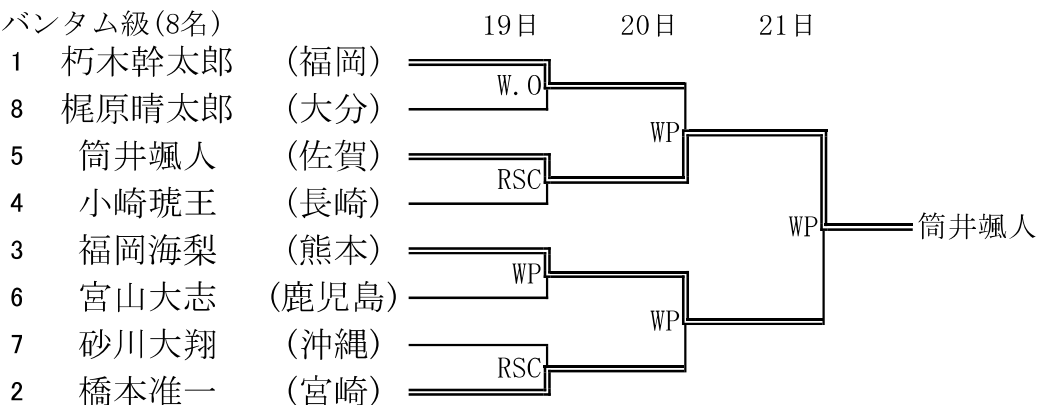 バンタム級(8名) 19日 20日 21日
1 朽木幹太郎 (福岡)
W.O
8 梶原晴太郎 (大分)
WP
5 筒井颯人 (佐賀)
RSC
4 小崎琥王 (長崎)
WP 筒井颯人
3 福岡海梨 (熊本)
WP
6 宮山大志 (鹿児島)
WP
7 砂川大翔 (沖縄)
RSC
2 橋本准一 (宮崎)